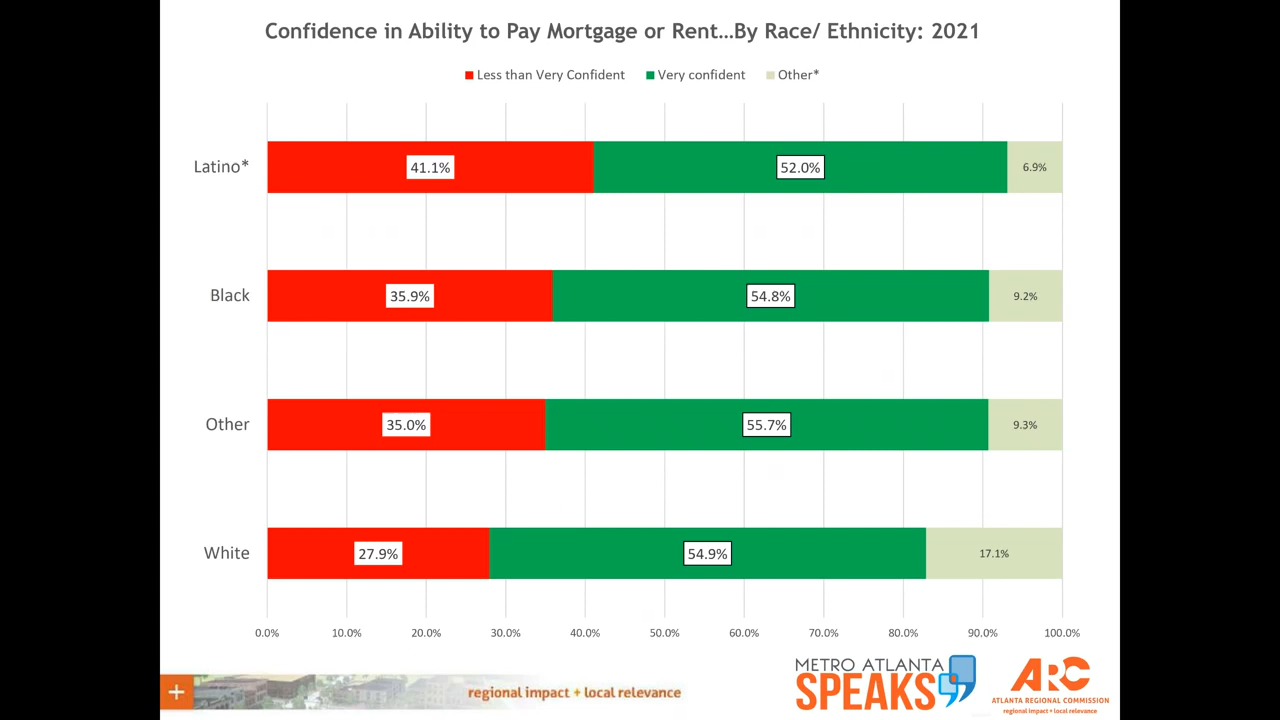 Confidence in Ability to Pay Mortgage or Rent…By Race/ Ethnicity: 2021
Less than Very Confident Very confident Other*
Latino* 41.1% 52.0% 6.9%
Black 35.9% 54.8% 9.2%
Other 35.0% 55.7% 9.3%
White 27.9% 54.9% 17.1%
0.0% 10.0% 20.0% 30.0% 40.0% 50.0% 60.0% 70.0% 80.0% 90.0% 100.0%
+ regional impact + local relevance
METRO ATLANTA
SPEAKS
ARC
ATLANTA REGIONAL COMMISSION
regional impact + local relevance